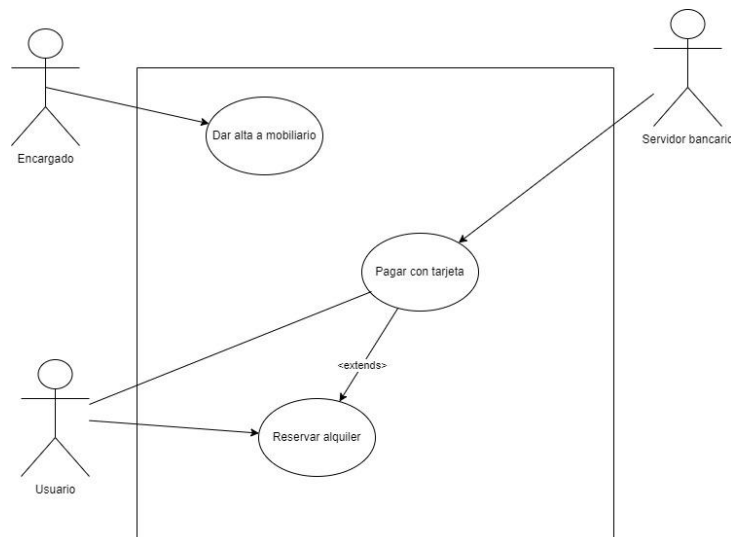 Encargado
Dar alta a mobiliario
Servidor bancario
Pagar con tarjeta
<extends>
Reservar alquiler
Usuario